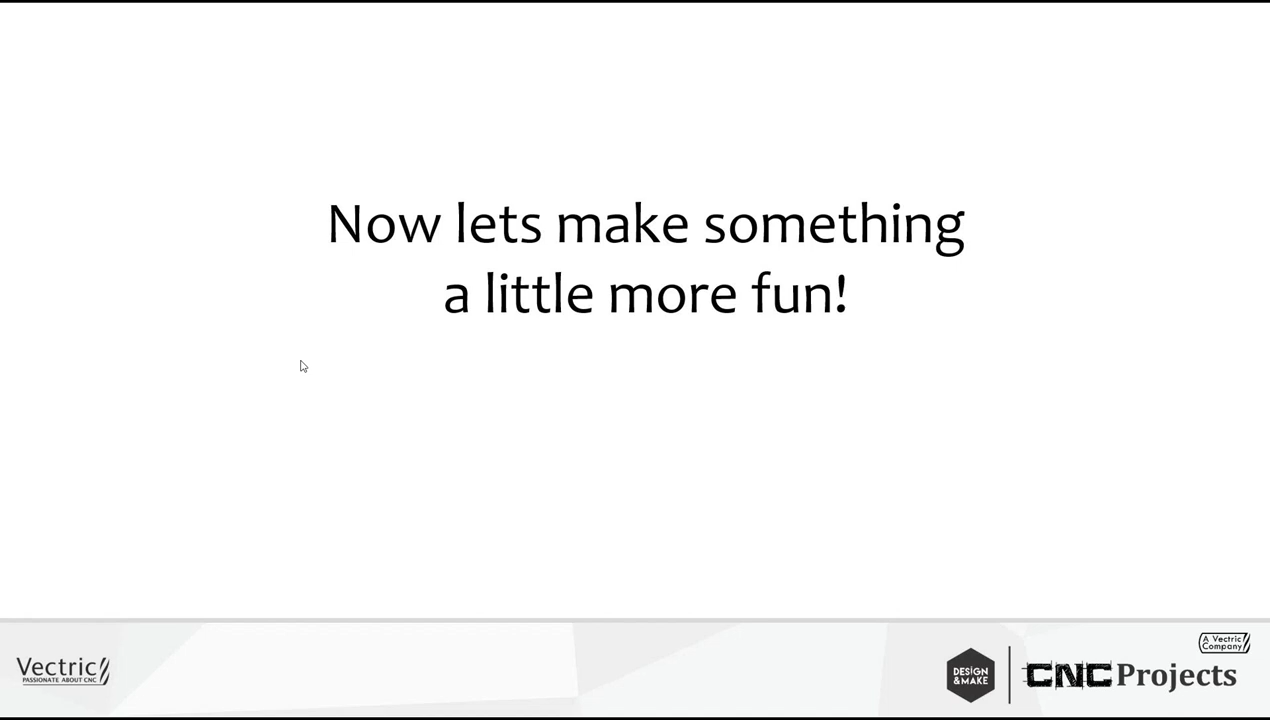 Now lets make something
a little more fun!
Vectric
PASSIONATE ABOUT CNC
DESIGN
&MAKE
CNC Projects
A Vectric
Company